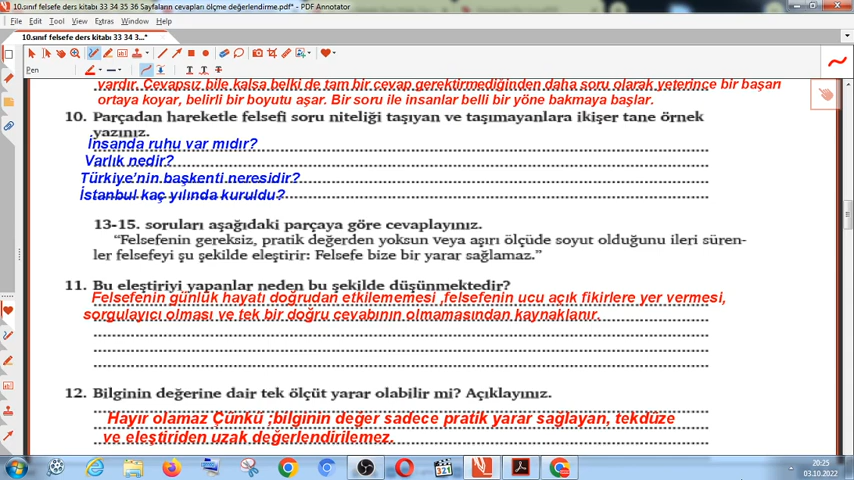 10.sınıf felsefe ders kitabı 33 34 35 36 Sayfaların cevapları ölçme değerlendirme.pdf* - PDF Annotator
File Edit Tool View Extras Window Help
10.sınıf felsefe ders kitabı 33 34 3...*
Pen
vardır. Cevapsız bile kalsa belki de tam bir cevap gerektirmediğinden daha soru olarak yeterince bir başarı
ortaya koyar, belirli bir boyutu aşar. Bir soru ile insanlar belli bir yöne bakmaya başlar.
10. Parçadan hareketle felsefi soru niteliği taşıyan ve taşımayanlara ikişer tane örnek
yazınız.
İnsanda ruhu var mıdır?
Varlık nedir?
Türkiye'nin başkenti neresidir?
İstanbul kaç yılında kuruldu?
13-15. soruları aşağıdaki parçaya göre cevaplayınız.
“Felsefenin gereksiz, pratik değerden yoksun veya aşırı ölçüde soyut olduğunu ileri süren-
ler felsefeyi şu şekilde eleştirir: Felsefe bize bir yarar sağlamaz.”
11. Bu eleştiriyi yapanlar neden bu şekilde düşünmektedir?
Felsefenin günlük hayatı doğrudan etkilememesi ,felsefenin ucu açık fikirlere yer vermesi,
sorgulayıcı olması ve tek bir doğru cevabının olmamasından kaynaklanır.
12. Bilginin değerine dair tek ölçüt yarar olabilir mi? Açıklayınız.
Hayır olamaz Çünkü ;bilginin değer sadece pratik yarar sağlayan, tekdüze
ve eleştiriden uzak değerlendirilemez.
321
20:25
03.10.2022